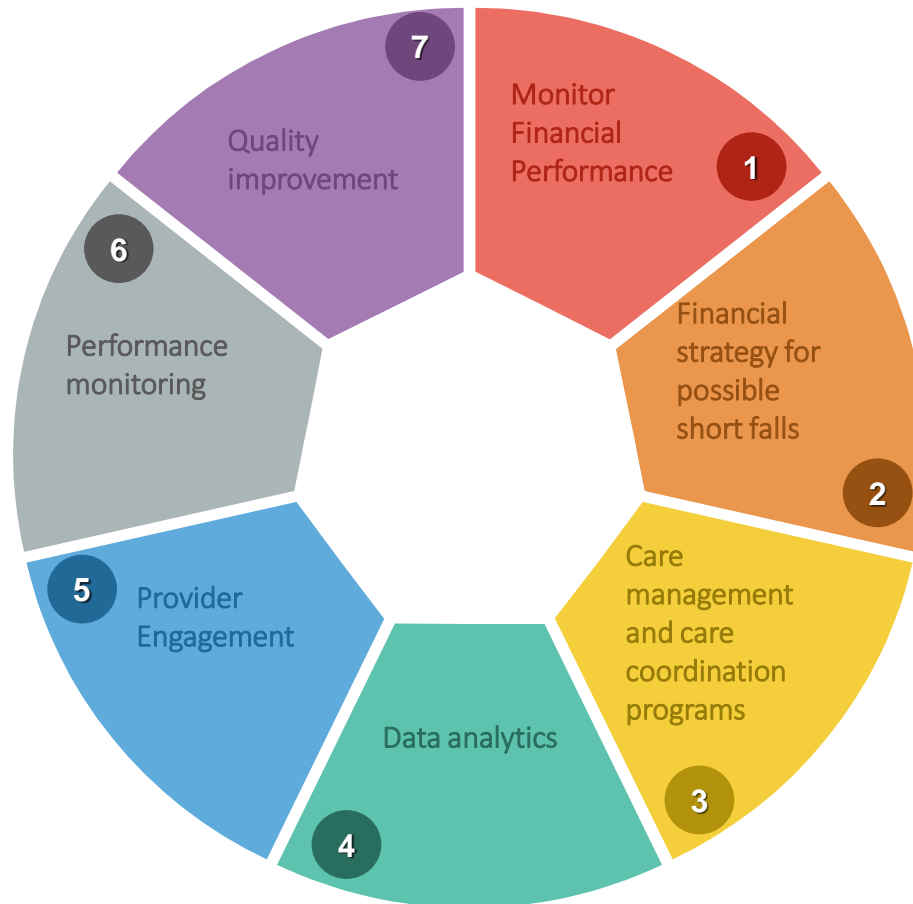 1
Monitor
Financial
Performance
2
Financial
strategy for
possible
short falls
3
Care
management
and care
coordination
programs
4
Data analytics
5
Provider
Engagement
6
Performance
monitoring
7
Quality
improvement